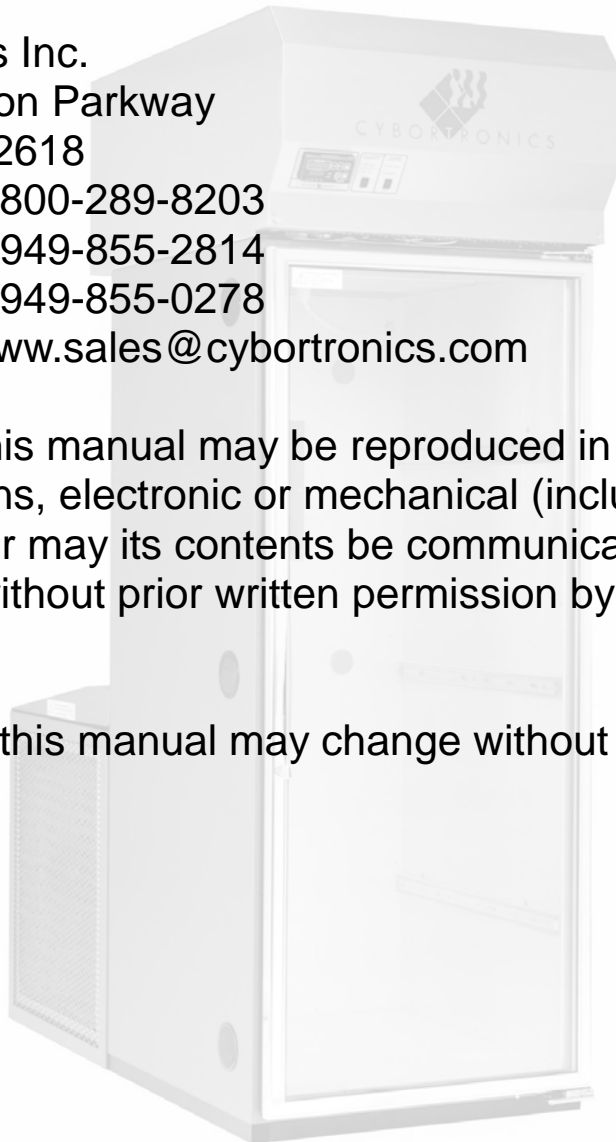 s Inc.
on Parkway
2618
800-289-8203
949-855-2814
949-855-0278
ww.sales@cybortronics.com
his manual may be reproduced in
ns, electronic or mechanical (inclu
r may its contents be communica
vithout prior written permission by
this manual may change without
CYBORTRONICS